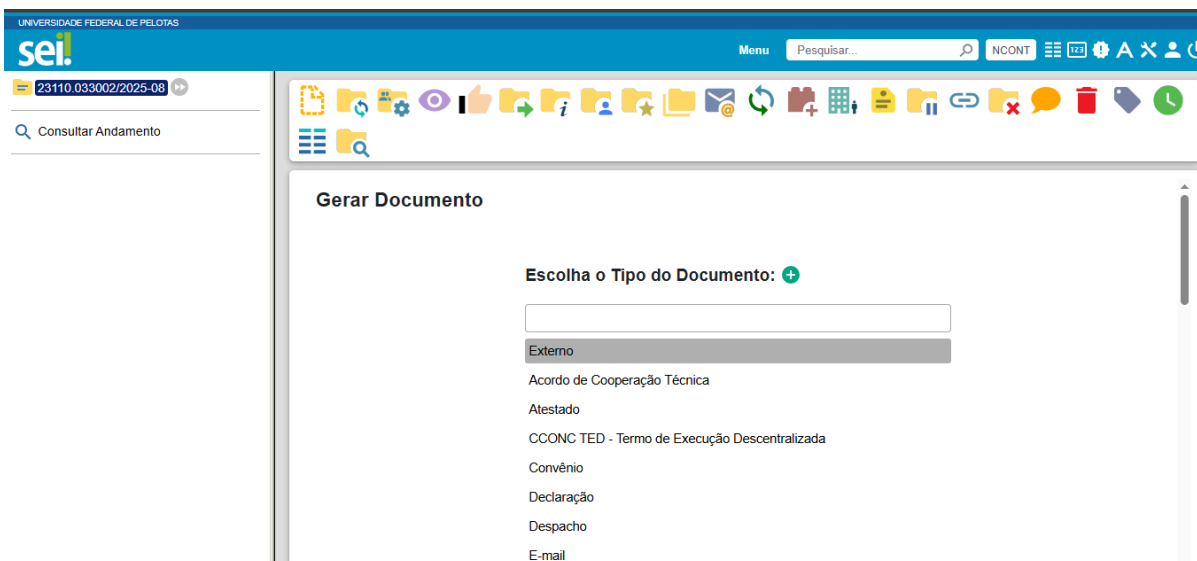 UNIVERSIDADE FEDERAL DE PELOTAS
sei!
Menu
Pesquisar...
NCONT
123
23110.033002/2025-08
Consultar Andamento
Gerar Documento
Escolha o Tipo do Documento:
Externo
Acordo de Cooperação Técnica
Atestado
CCONC TED - Termo de Execução Descentralizada
Convênio
Declaração
Despacho
E-mail